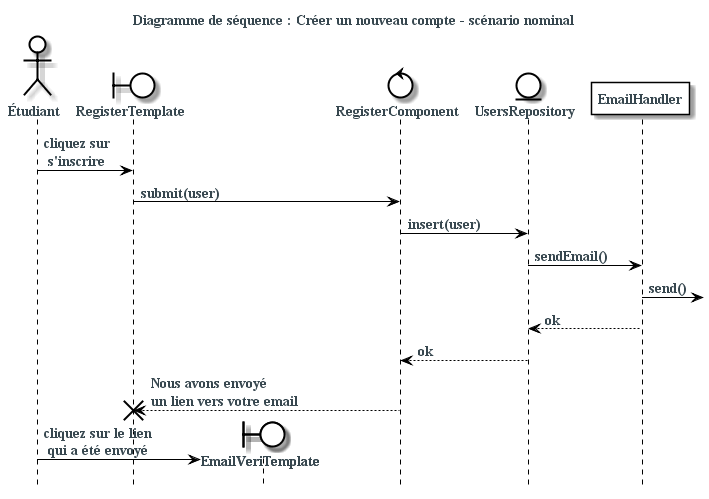 Diagramme de séquence : Créer un nouveau compte - scénario nominal
Étudiant
RegisterTemplate
RegisterComponent
UsersRepository
EmailHandler
cliquez sur
s'inscrire
submit(user)
insert(user)
sendEmail()
send()
ok
ok
Nous avons envoyé
un lien vers votre email
cliquez sur le lien
qui a été envoyé
EmailVeriTemplate